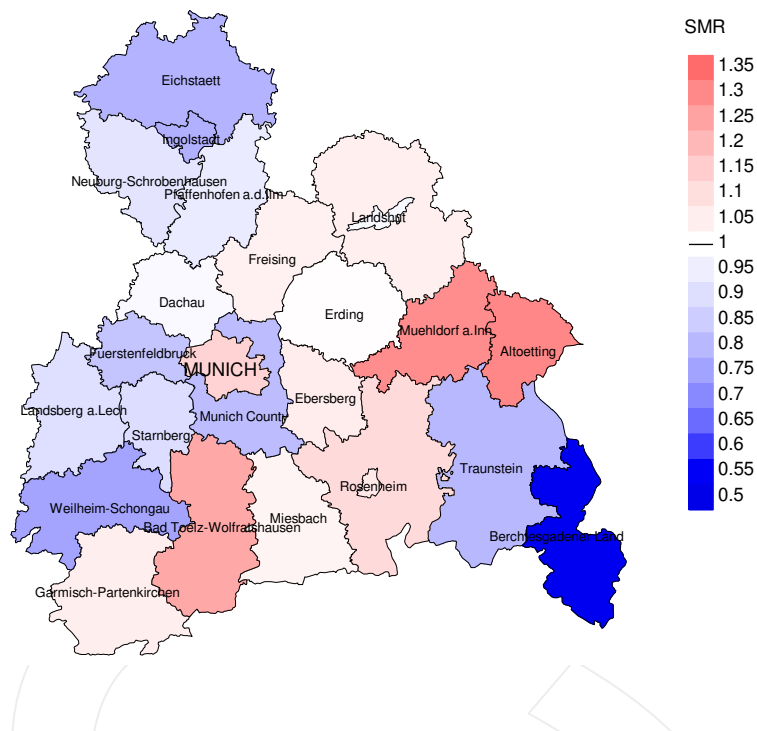 SMR
1.35
1.3
1.25
1.2
1.15
1.1
1.05
1
0.95
0.9
0.85
0.8
0.75
0.7
0.65
0.6
0.55
0.5
Eichstaett
Ingolstadt
Neuburg-Schrobenhausen
Pfaffenhofen a.d.Ilm
Landshut
Freising
Dachau
Erding
Muehldorf a.Inn
Altoetting
Fuerstenfeldbruck
MUNICH
Ebersberg
Landsberg a.Lech
Munich County
Starnberg
Traunstein
Rosenheim
Weilheim-Schongau
Miesbach
Bad Toelz-Wolfratshausen
Berchtesgadener Land
Garmisch-Partenkirchen